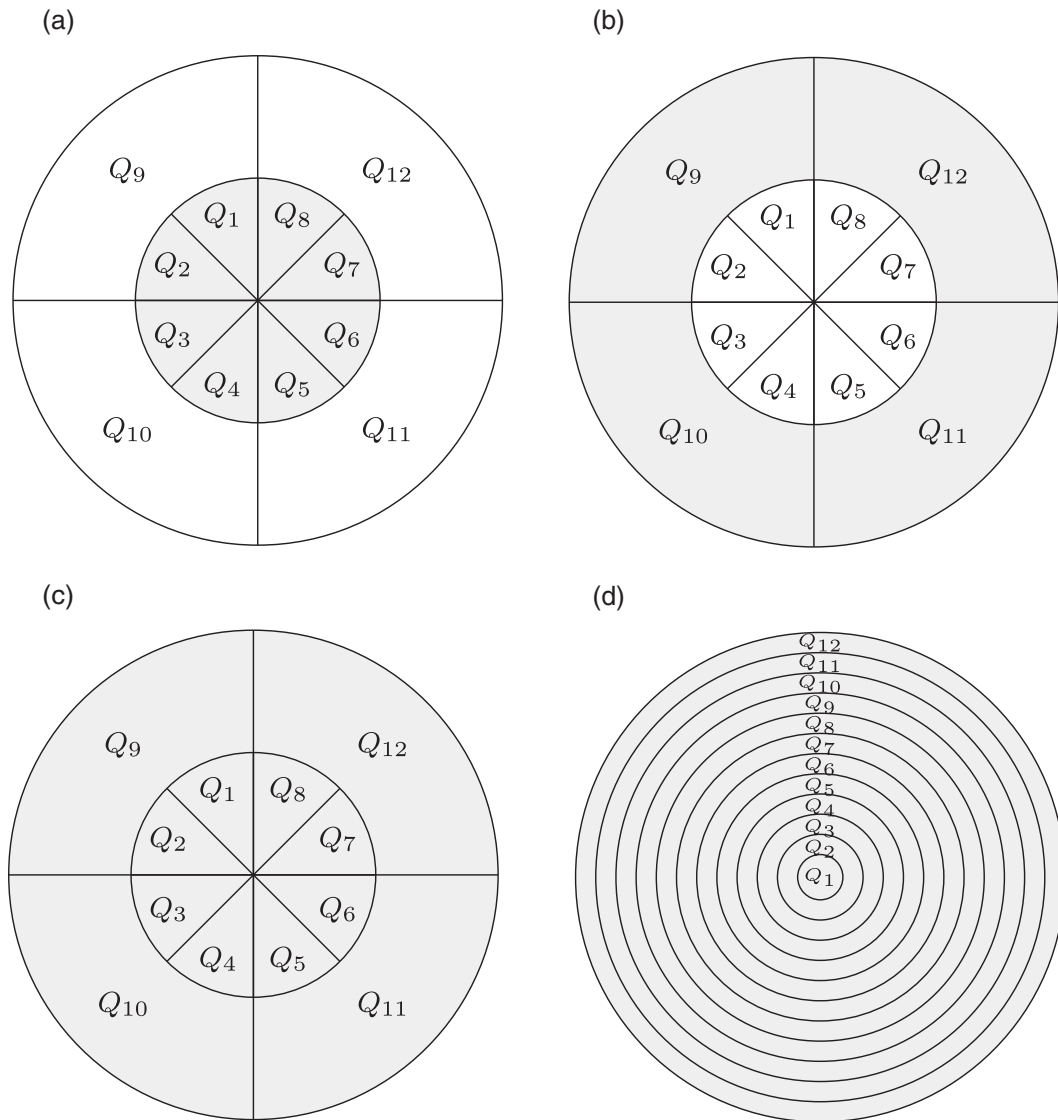 (a)
(b)
Q9 Q12
Q1 Q8
Q2 Q7
Q3 Q6
Q4 Q5
Q10 Q11
Q9 Q12
Q1 Q8
Q2 Q7
Q3 Q6
Q4 Q5
Q10 Q11
(c)
(d)
Q9 Q12
Q1 Q8
Q2 Q7
Q3 Q6
Q4 Q5
Q10 Q11
Q12
Q11
Q10
Q9
Q8
Q7
Q6
Q5
Q4
Q3
Q2
Q1